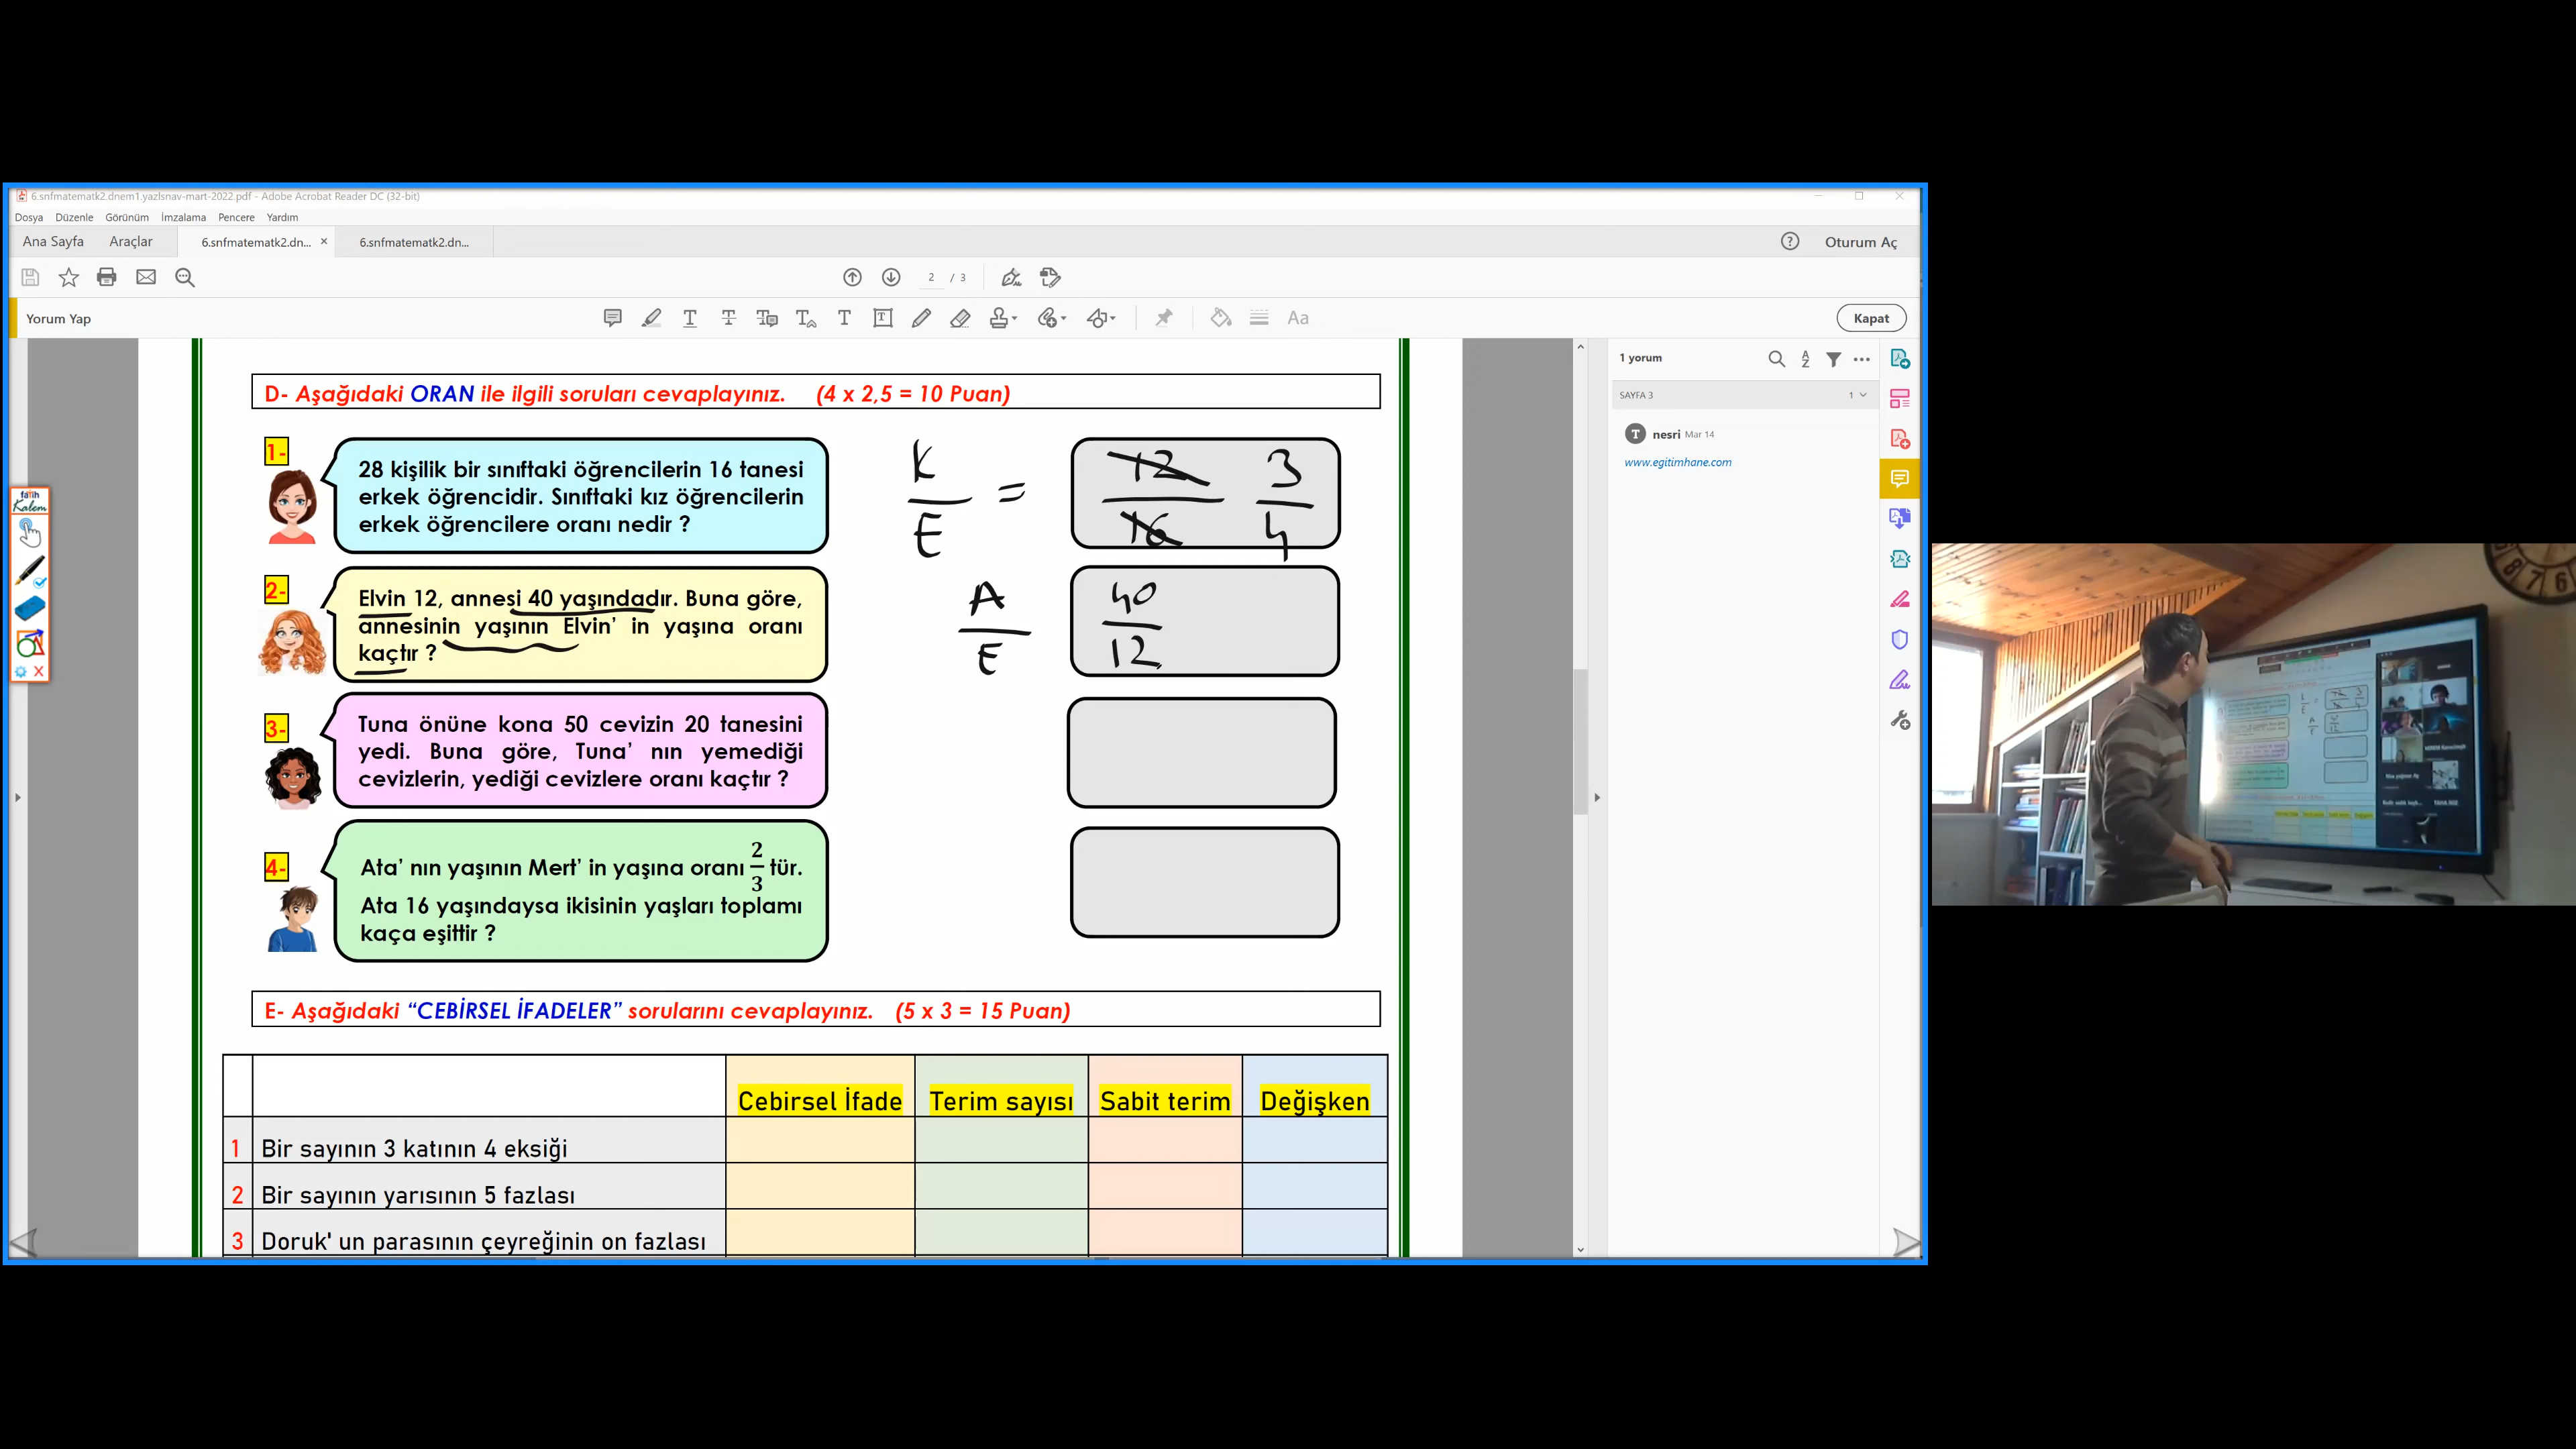 6.snfmatematk2.dnem1.yazlsnav-mart-2022.pdf - Adobe Acrobat Reader DC (32-bit)
Dosya Düzenle Görünüm İmzalama Pencere Yardım
Ana Sayfa Araçlar 6.snfmatematk2.dn... × 6.snfmatematk2.dn... Oturum Aç
2 / 3
Yorum Yap Kapat
1 yorum
SAYFA 3 1
T nesri Mar 14
www.egitimhane.com
fatih
Kalem
D- Aşağıdaki ORAN ile ilgili soruları cevaplayınız. (4 x 2,5 = 10 Puan)
1-
28 kişilik bir sınıftaki öğrencilerin 16 tanesi
erkek öğrencidir. Sınıftaki kız öğrencilerin
erkek öğrencilere oranı nedir ?
K/E = 12/16 3/4
2-
Elvin 12, annesi 40 yaşındadır. Buna göre,
annesinin yaşının Elvin' in yaşına oranı
kaçtır ?
A/E 40/12
3-
Tuna önüne kona 50 cevizin 20 tanesini
yedi. Buna göre, Tuna' nın yemediği
cevizlerin, yediği cevizlere oranı kaçtır ?
4-
Ata' nın yaşının Mert' in yaşına oranı 2/3 tür.
Ata 16 yaşındaysa ikisinin yaşları toplamı
kaça eşittir ?
E- Aşağıdaki “CEBİRSEL İFADELER” sorularını cevaplayınız. (5 x 3 = 15 Puan)
Cebirsel İfade Terim sayısı Sabit terim Değişken
1 Bir sayının 3 katının 4 eksiği
2 Bir sayının yarısının 5 fazlası
3 Doruk' un parasının çeyreğinin on fazlası